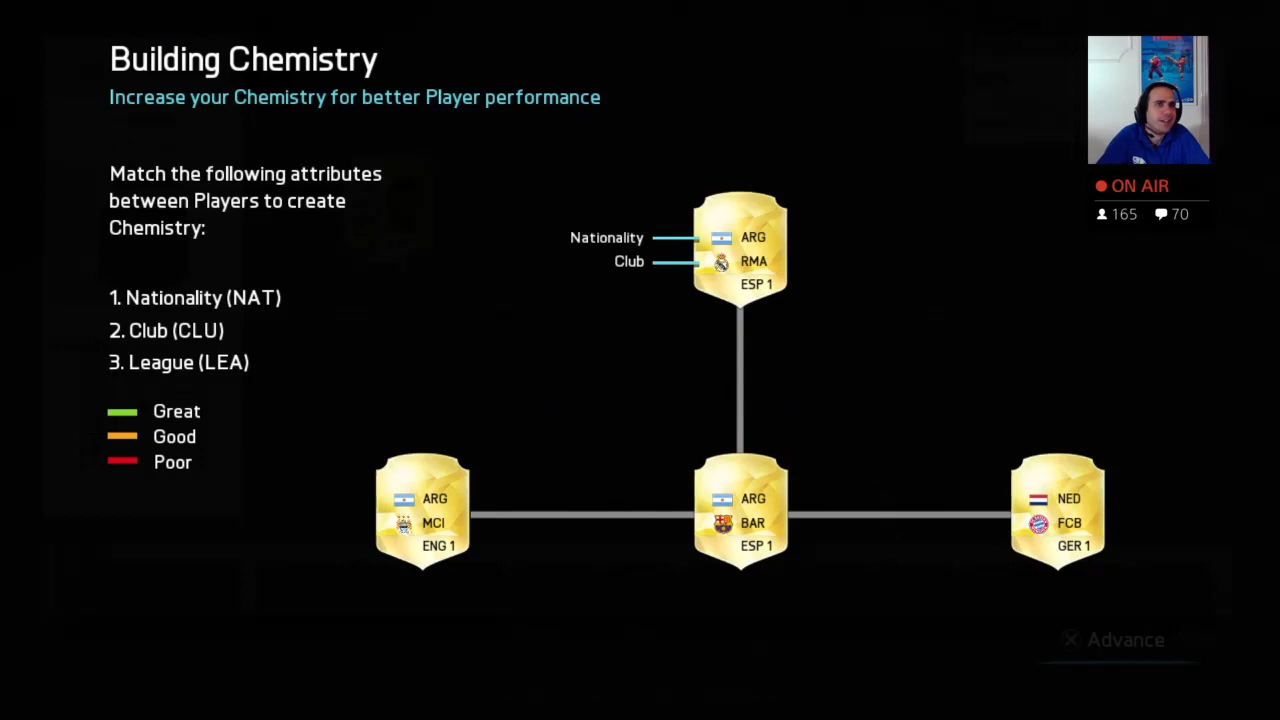 Building Chemistry
Increase your Chemistry for better Player performance
ON AIR
165 70
Match the following attributes
between Players to create
Chemistry:
1. Nationality (NAT)
2. Club (CLU)
3. League (LEA)
Great
Good
Poor
Nationality
Club
ARG
RMA
ESP 1
ARG
MCI
ENG 1
ARG
BAR
ESP 1
NED
FCB
GER 1
Advance